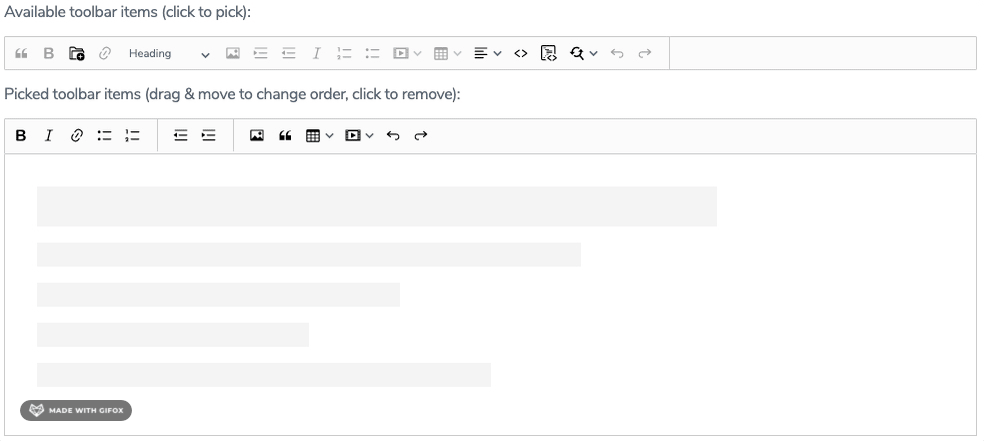 Available toolbar items (click to pick):
B Heading I
Picked toolbar items (drag & move to change order, click to remove):
B I
MADE WITH GIFOX